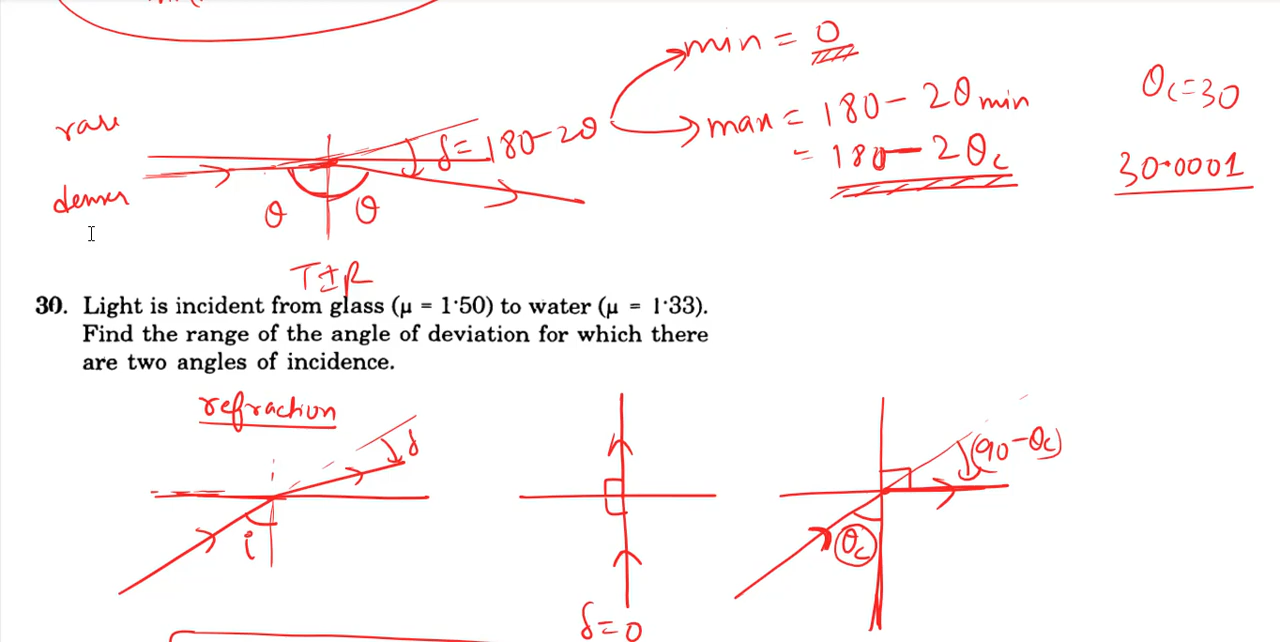 min = 0
rare
δ = 180 - 2θ
max = 180 - 2θ min
= 180 - 2θc
θc = 30
30.0001
denser
θ θ
TIR
30. Light is incident from glass (μ = 1·50) to water (μ = 1·33).
Find the range of the angle of deviation for which there
are two angles of incidence.
refraction
δ
i
δ = 0
(90 - θc)
θc